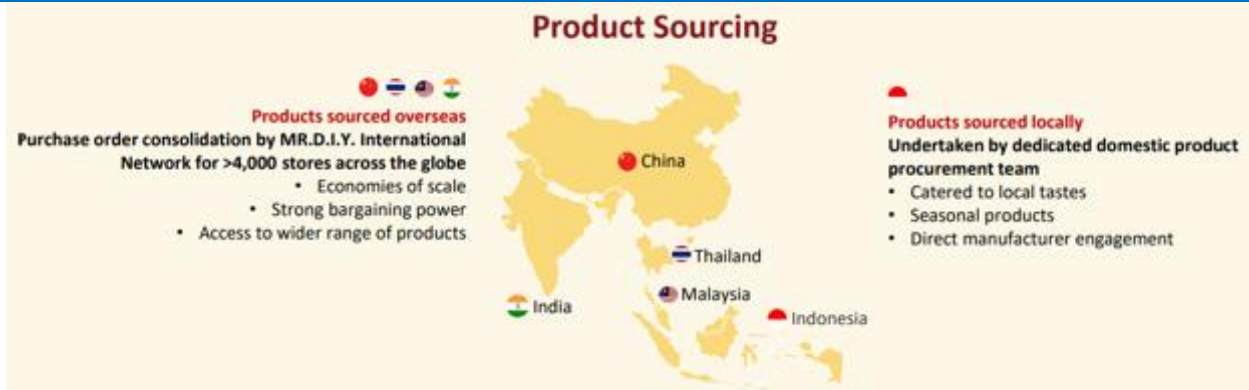 Product Sourcing
Products sourced overseas
Purchase order consolidation by MR.D.I.Y. International
Network for >4,000 stores across the globe
• Economies of scale
• Strong bargaining power
• Access to wider range of products
China
Thailand
Malaysia
India
Indonesia
Products sourced locally
Undertaken by dedicated domestic product
procurement team
• Catered to local tastes
• Seasonal products
• Direct manufacturer engagement